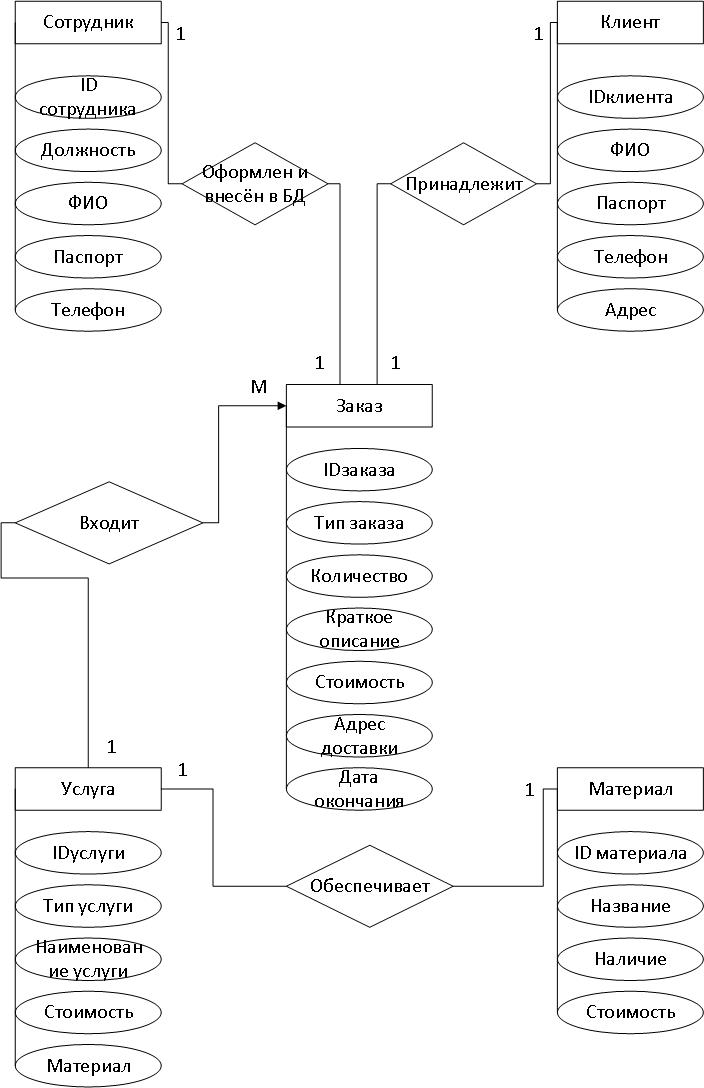 Сотрудник
1
ID
сотрудника
Должность
ФИО
Паспорт
Телефон
Оформлен и
внесён в БД
1
Клиент
1
IDклиента
ФИО
Паспорт
Телефон
Адрес
Принадлежит
1
М
Заказ
IDзаказа
Тип заказа
Количество
Краткое
описание
Стоимость
Адрес
доставки
Дата
окончания
Входит
1
Услуга
1
IDуслуги
Тип услуги
Наименован
ие услуги
Стоимость
Материал
Обеспечивает
1
Материал
ID материала
Название
Наличие
Стоимость